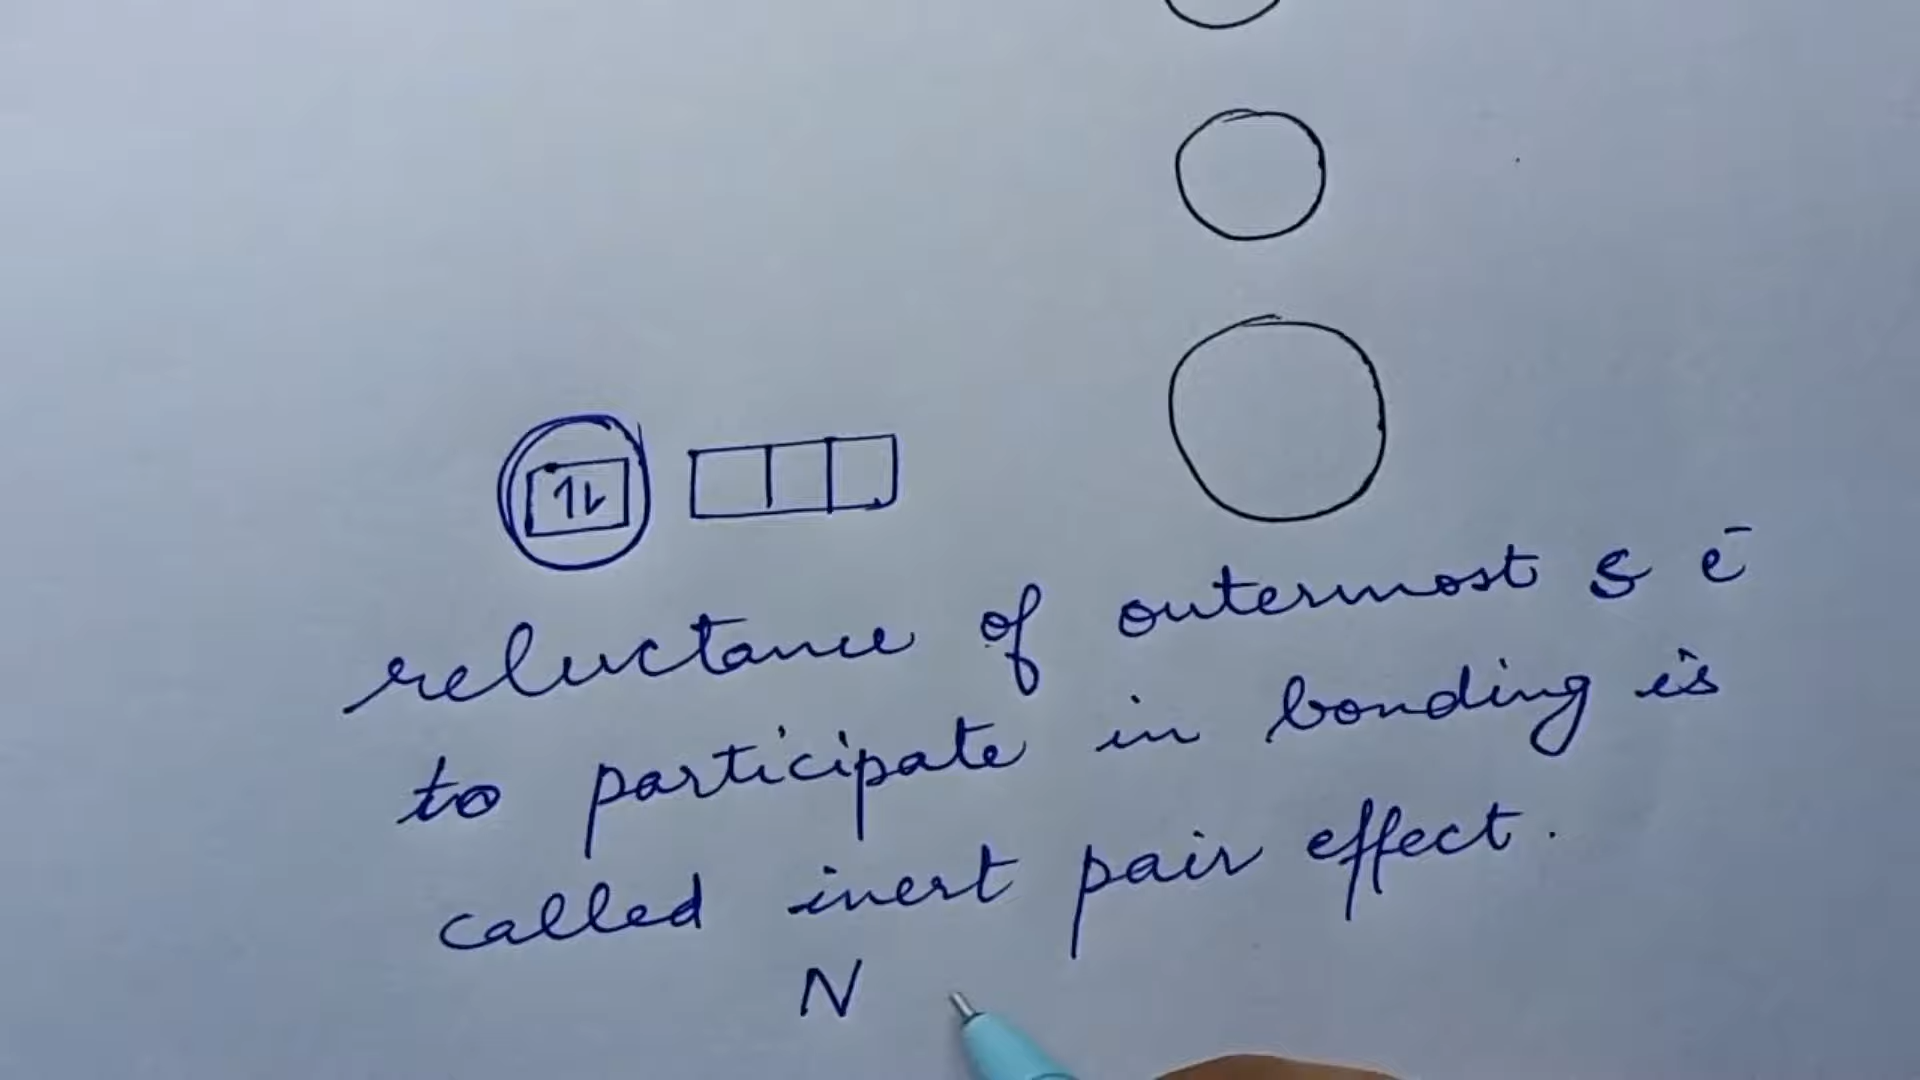 ↿⇂
reluctance of outermost s e⁻
to participate in bonding is
called inert pair effect.
N